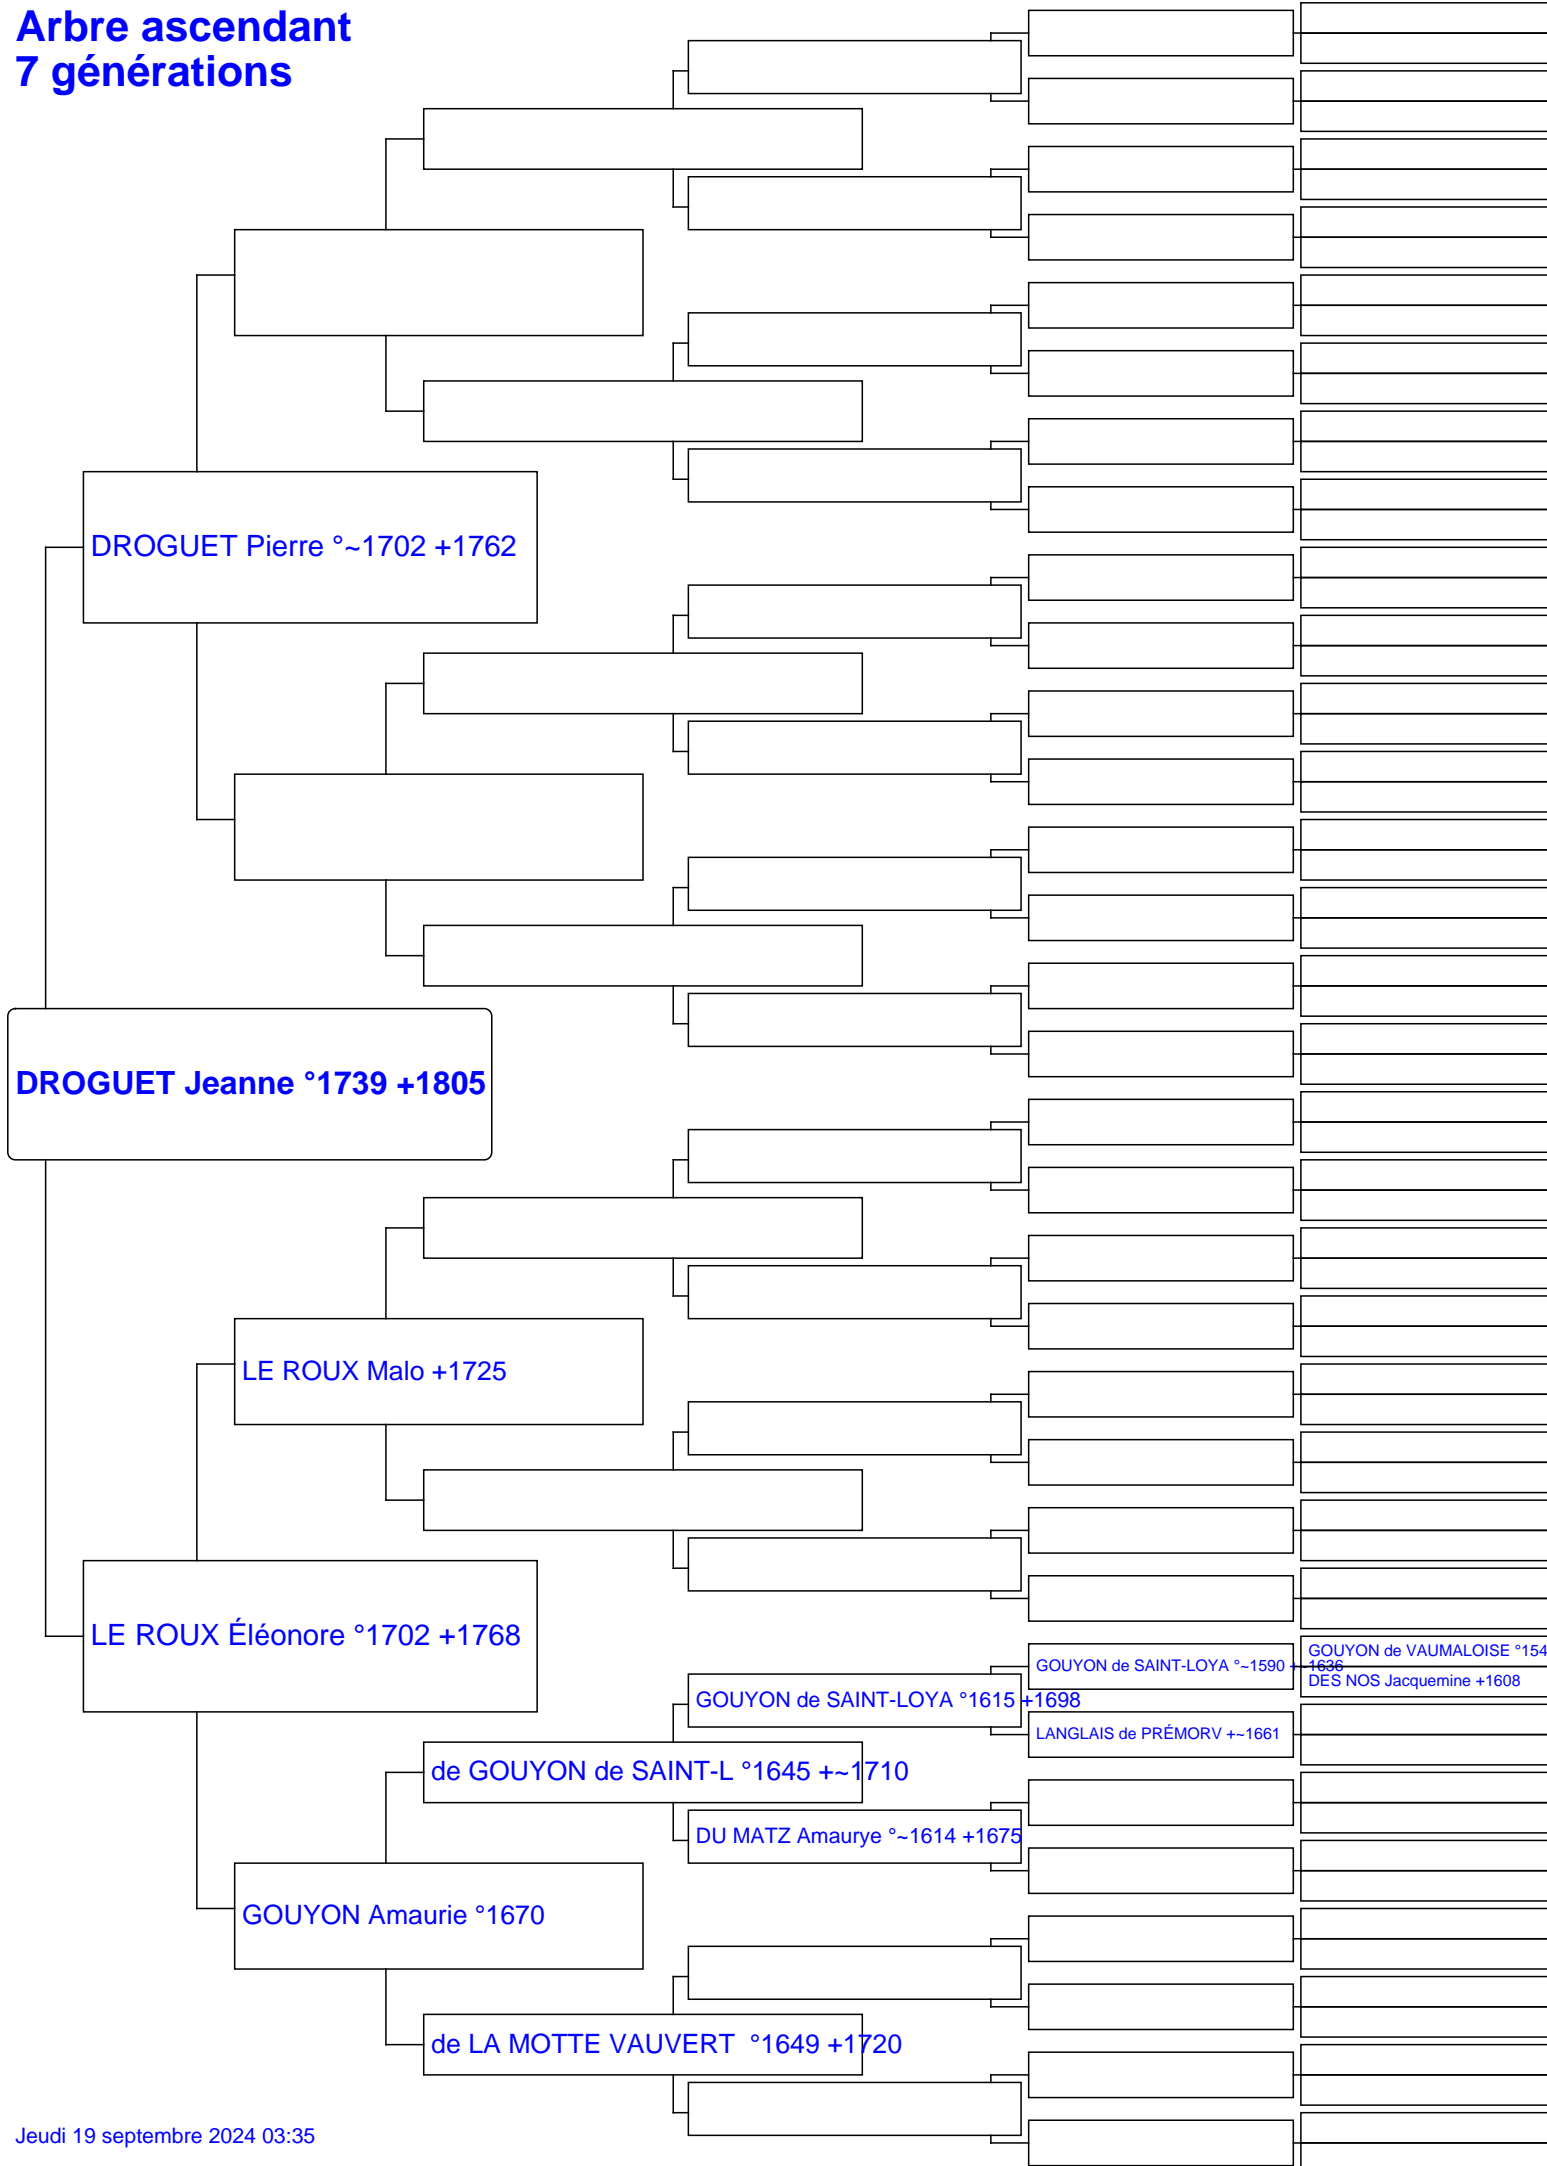 Arbre ascendant
7 générations
DROGUET Pierre °~1702 +1762
DROGUET Jeanne °1739 +1805
LE ROUX Malo +1725
LE ROUX Éléonore °1702 +1768
GOUYON de SAINT-LOYA °~1590 +~1636
GOUYON de VAUMALOISE °154
DES NOS Jacquemine +1608
GOUYON de SAINT-LOYA °1615 +1698
LANGLAIS de PRÉMORV +~1661
de GOUYON de SAINT-L °1645 +~1710
DU MATZ Amaurye °~1614 +1675
GOUYON Amaurie °1670
de LA MOTTE VAUVERT °1649 +1720
Jeudi 19 septembre 2024 03:35